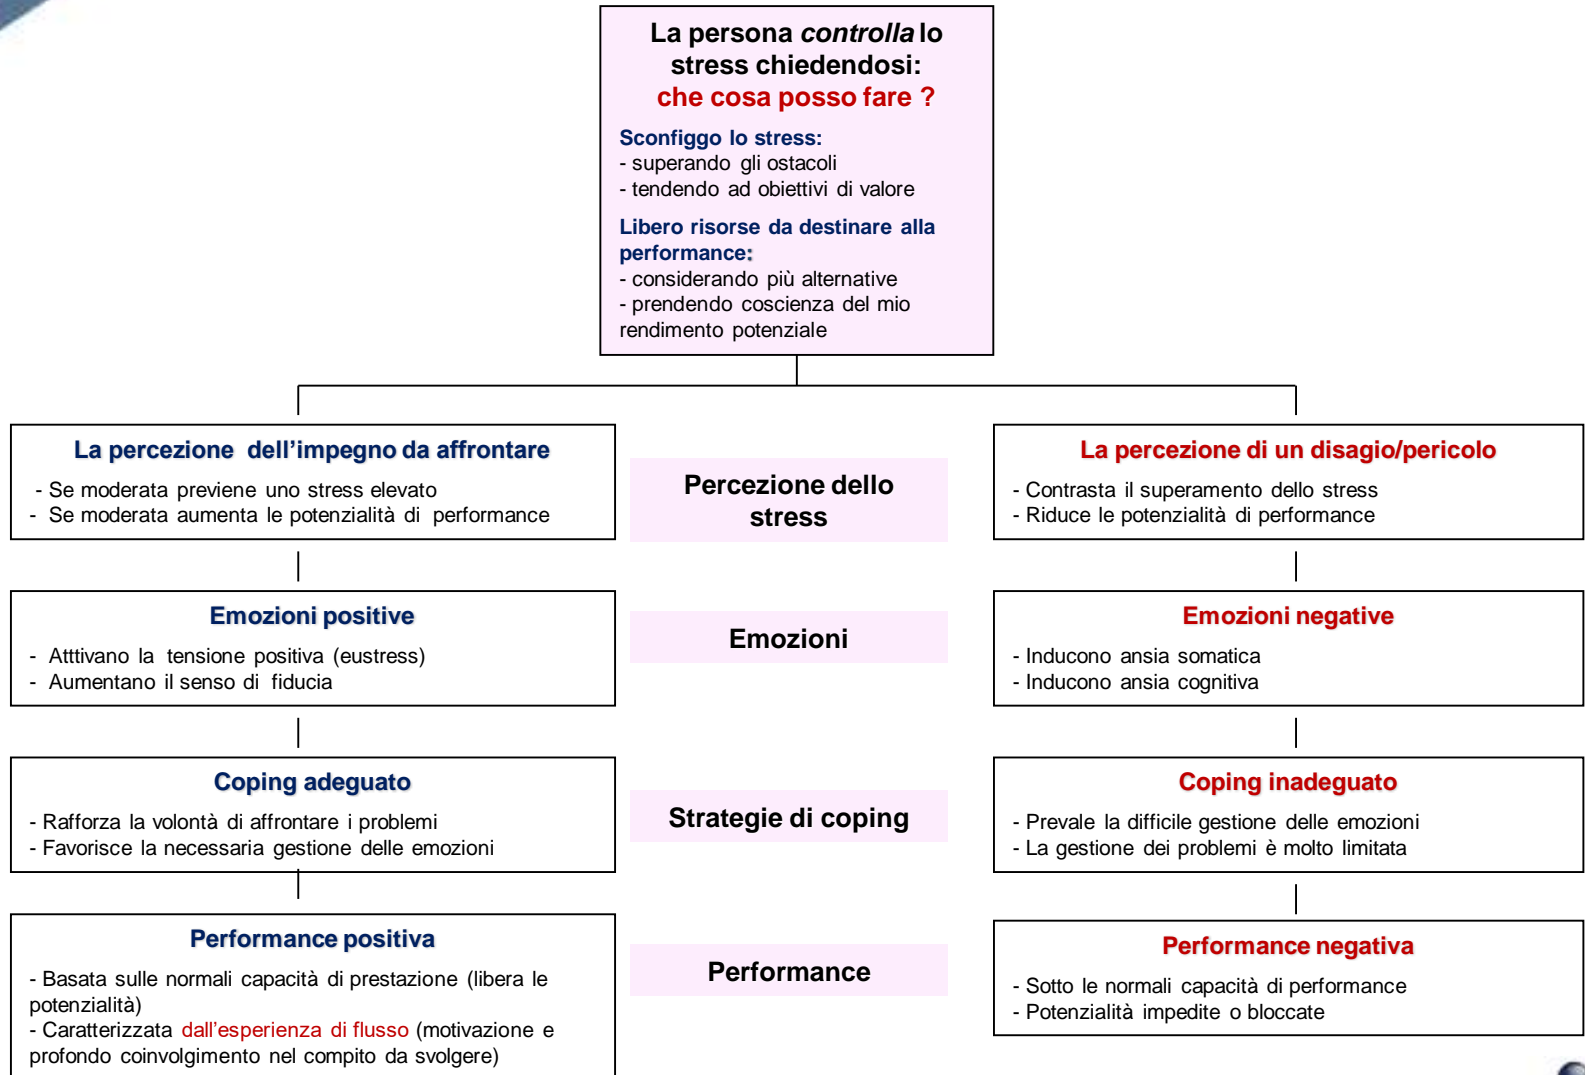 La persona controlla lo
stress chiedendosi:
che cosa posso fare ?
Sconfiggo lo stress:
- superando gli ostacoli
- tendendo ad obiettivi di valore
Libero risorse da destinare alla
performance:
- considerando più alternative
- prendendo coscienza del mio
rendimento potenziale
La percezione dell'impegno da affrontare
- Se moderata previene uno stress elevato
- Se moderata aumenta le potenzialità di performance
Percezione dello
stress
La percezione di un disagio/pericolo
- Contrasta il superamento dello stress
- Riduce le potenzialità di performance
Emozioni positive
- Atttivano la tensione positiva (eustress)
- Aumentano il senso di fiducia
Emozioni
Emozioni negative
- Inducono ansia somatica
- Inducono ansia cognitiva
Coping adeguato
- Rafforza la volontà di affrontare i problemi
- Favorisce la necessaria gestione delle emozioni
Strategie di coping
Coping inadeguato
- Prevale la difficile gestione delle emozioni
- La gestione dei problemi è molto limitata
Performance positiva
- Basata sulle normali capacità di prestazione (libera le
potenzialità)
- Caratterizzata dall'esperienza di flusso (motivazione e
profondo coinvolgimento nel compito da svolgere)
Performance
Performance negativa
- Sotto le normali capacità di performance
- Potenzialità impedite o bloccate